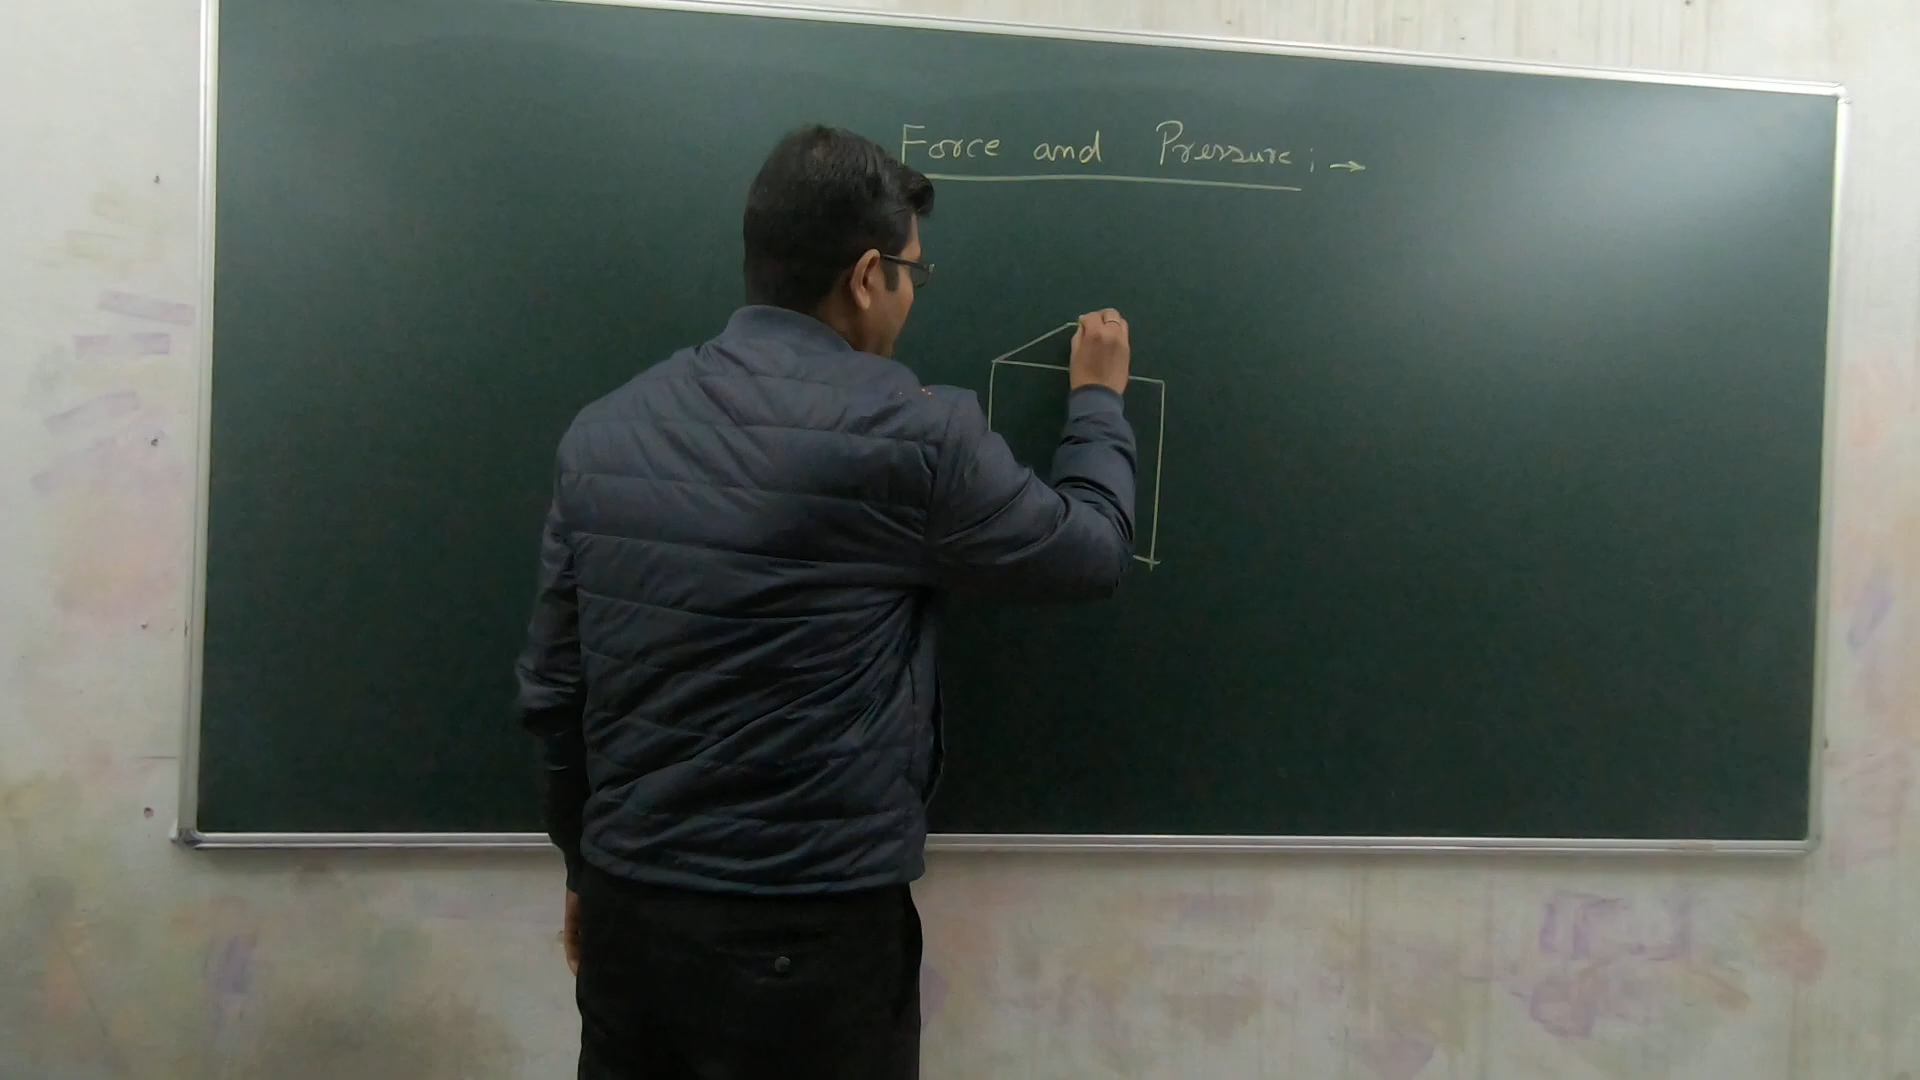 Force and Pressure ; →